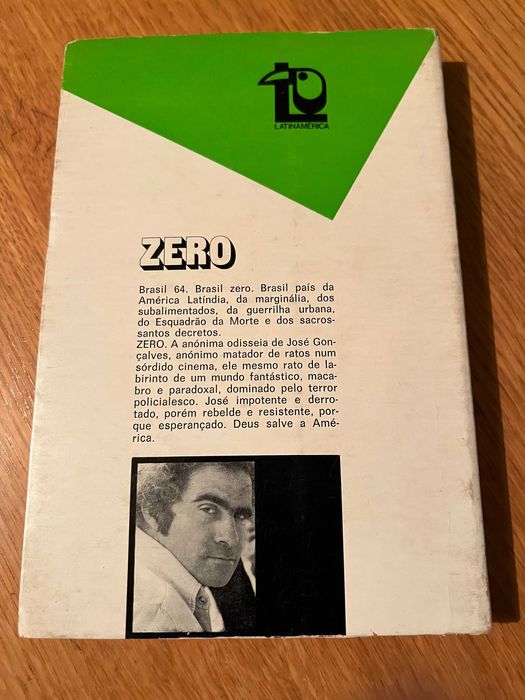 LATINAMÉRICA
ZERO
Brasil 64. Brasil zero. Brasil país da
América Latíndia, da marginália, dos
subalimentados, da guerrilha urbana,
do Esquadrão da Morte e dos sacros-
santos decretos.
ZERO. A anónima odisseia de José Gon-
çalves, anónimo matador de ratos num
sórdido cinema, ele mesmo rato de la-
birinto de um mundo fantástico, maca-
bro e paradoxal, dominado pelo terror
policialesco. José impotente e derro-
tado, porém rebelde e resistente, por-
que esperançado. Deus salve a Amé-
rica.